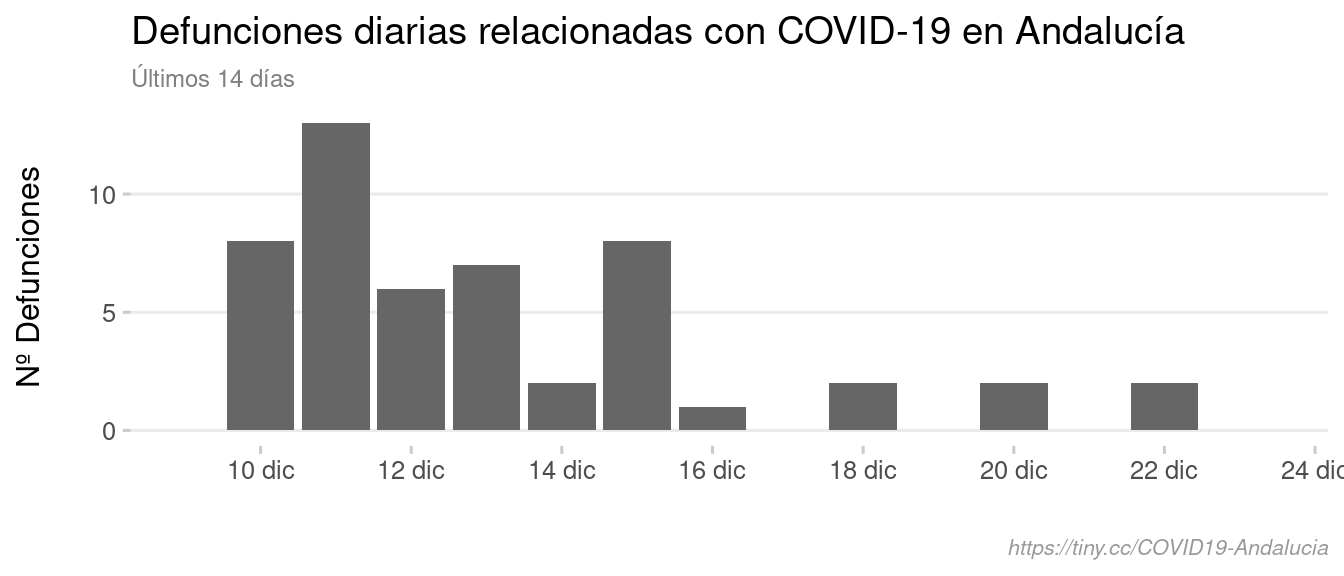 Defunciones diarias relacionadas con COVID-19 en Andalucía
Últimos 14 días
Nº Defunciones
10
5
0
10 dic 12 dic 14 dic 16 dic 18 dic 20 dic 22 dic 24 dic
https://tiny.cc/COVID19-Andalucia